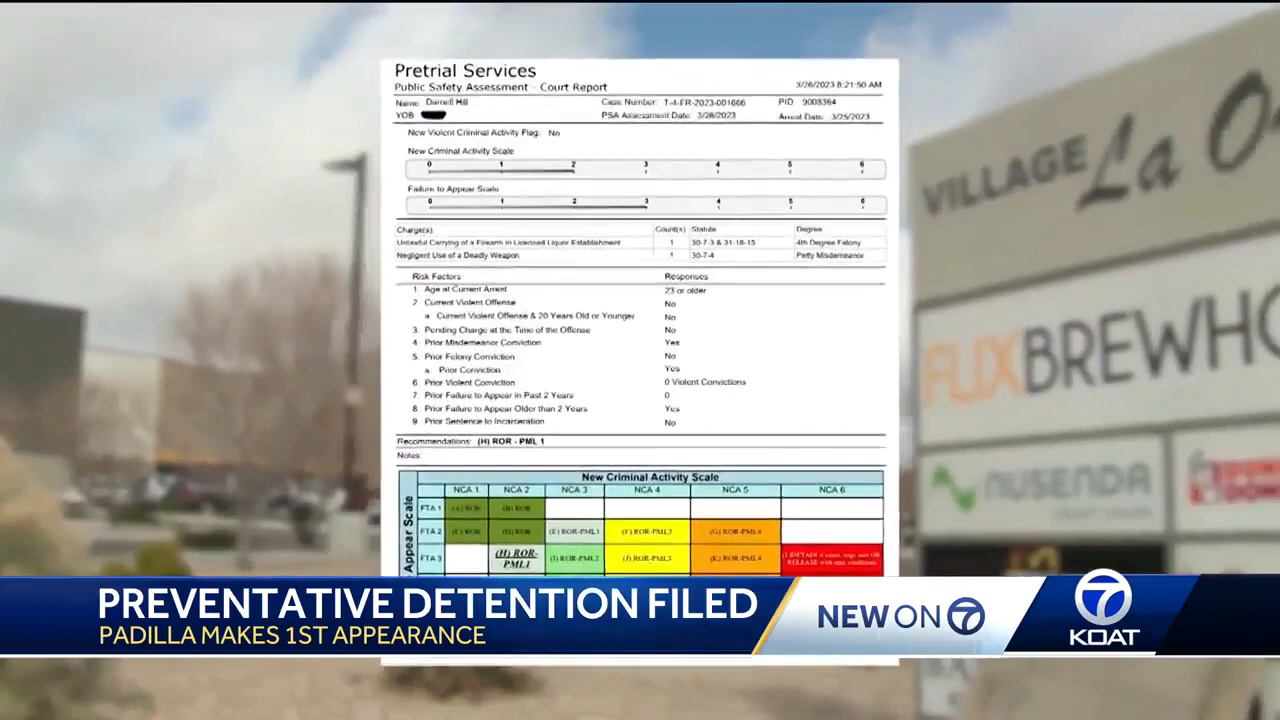 Pretrial Services
Public Safety Assessment - Court Report
3/26/2023 8:21:50 AM
Name: Darnell Hill
Case Number: T-4-FR-2023-001666
PID 9003364
YOB
PSA Assessment Date: 3/26/2023
Arrest Date: 3/25/2023
New Violent Criminal Activity Flag: No
New Criminal Activity Scale
0 1 2 3 4 5 6
Failure to Appear Scale
0 1 2 3 4 5 6
Charge(s) Count(s) Statute Degree
Unlawful Carrying of a Firearm in Licensed Liquor Establishment 1 30-7-3 & 31-18-15 4th Degree Felony
Negligent Use of a Deadly Weapon 1 30-7-4 Petty Misdemeanor
Risk Factors Responses
1 Age at Current Arrest 23 or older
2 Current Violent Offense No
a. Current Violent Offense & 20 Years Old or Younger No
3 Pending Charge at the Time of the Offense No
4 Prior Misdemeanor Conviction Yes
5 Prior Felony Conviction No
a. Prior Conviction Yes
6 Prior Violent Conviction 0 Violent Convictions
7 Prior Failure to Appear in Past 2 Years 0
8 Prior Failure to Appear Older than 2 Years Yes
9 Prior Sentence to Incarceration No
Recommendations: (H) ROR - PML 1
Notes:
New Criminal Activity Scale
NCA 1 NCA 2 NCA 3 NCA 4 NCA 5 NCA 6
FTA 1 (A) ROR (B) ROR
FTA 2 (C) ROR (D) ROR (E) ROR-PML1 (F) ROR-PML3 (G) ROR-PML4
FTA 3 (H) ROR-PML1 (I) ROR-PML2 (J) ROR-PML3 (K) ROR-PML4
Appear Scale
VILLAGE La O
FLIXBREWHO
MUSENDA
PREVENTATIVE DETENTION FILED
PADILLA MAKES 1ST APPEARANCE
NEW ON 7
7
KOAT